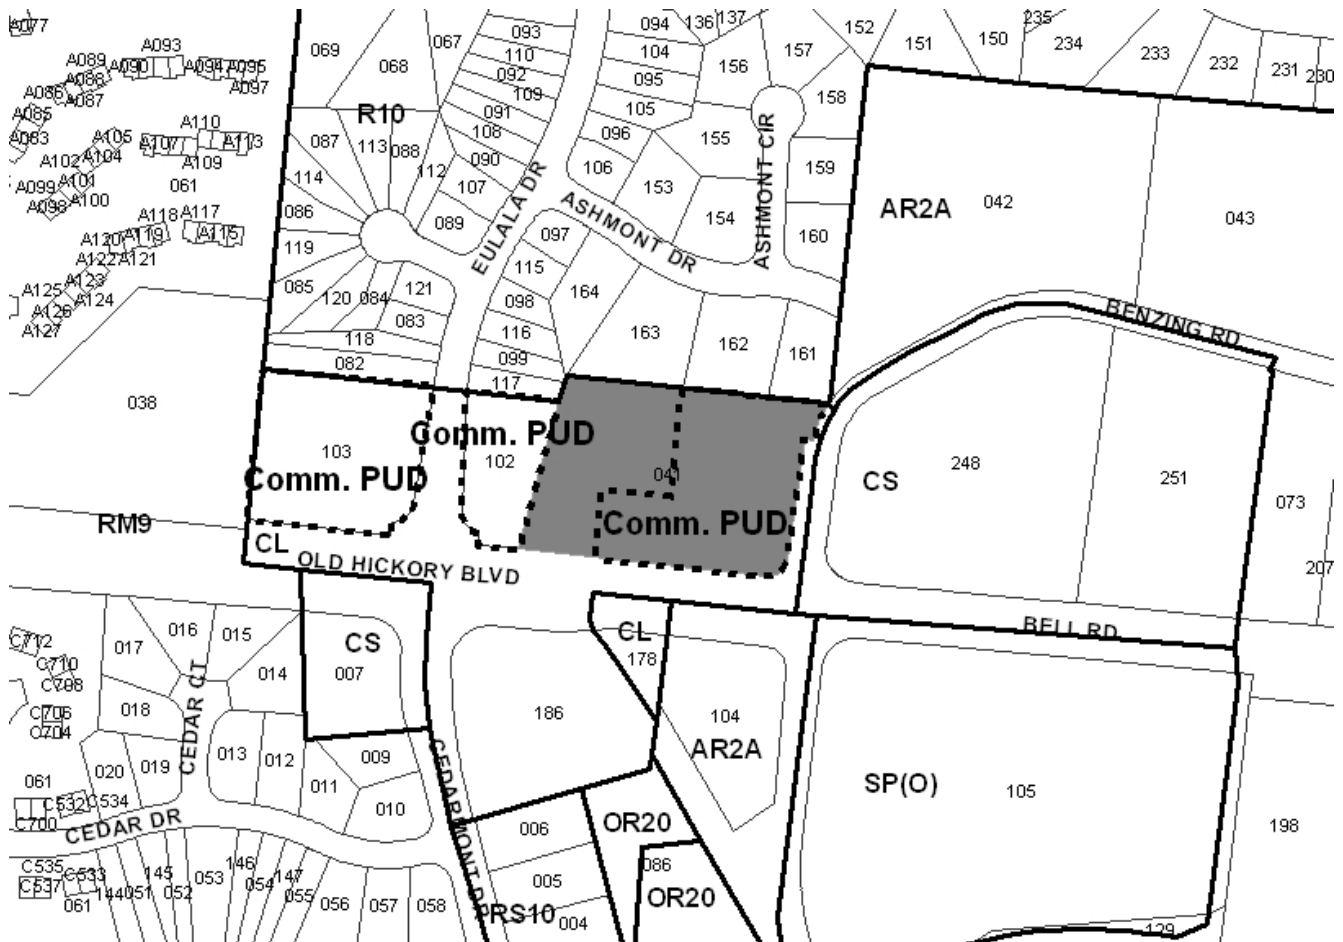 A077
069
067
093
094
136
137
152
151
150
235
234
233
232
231
230
A093
A089
A090
A094
A095
A097
068
110
104
157
156
092
095
158
A088
A086
A087
109
105
A085
A083
A110
A105
A107
A113
A109
A102
A104
R10
087
113
088
091
108
090
096
155
ASHMONT CIR
159
A099
A101
A098
A100
061
114
112
107
106
153
AR2A
042
043
A118
A117
086
089
EULALA DR
ASHMONT DR
154
160
A120
A119
A115
119
097
A122
A121
A123
085
120
084
121
115
164
A125
A124
A126
A127
083
098
116
163
162
161
BENZING RD
118
082
099
117
038
Comm. PUD
103
102
Comm. PUD
041
Comm. PUD
CS
248
251
073
RM9
CL
OLD HICKORY BLVD
207
BELL RD
C712
017
016
015
CS
CL
178
C710
C708
014
007
C706
C704
018
CEDAR CT
186
104
AR2A
013
012
009
061
020
019
011
010
CEDARMONT DR
SP(O)
105
C532
C534
C700
CEDAR DR
006
OR20
198
C535
C533
C537
061
144
051
145
052
053
146
054
147
055
056
057
058
005
086
OR20
RS10
004
129